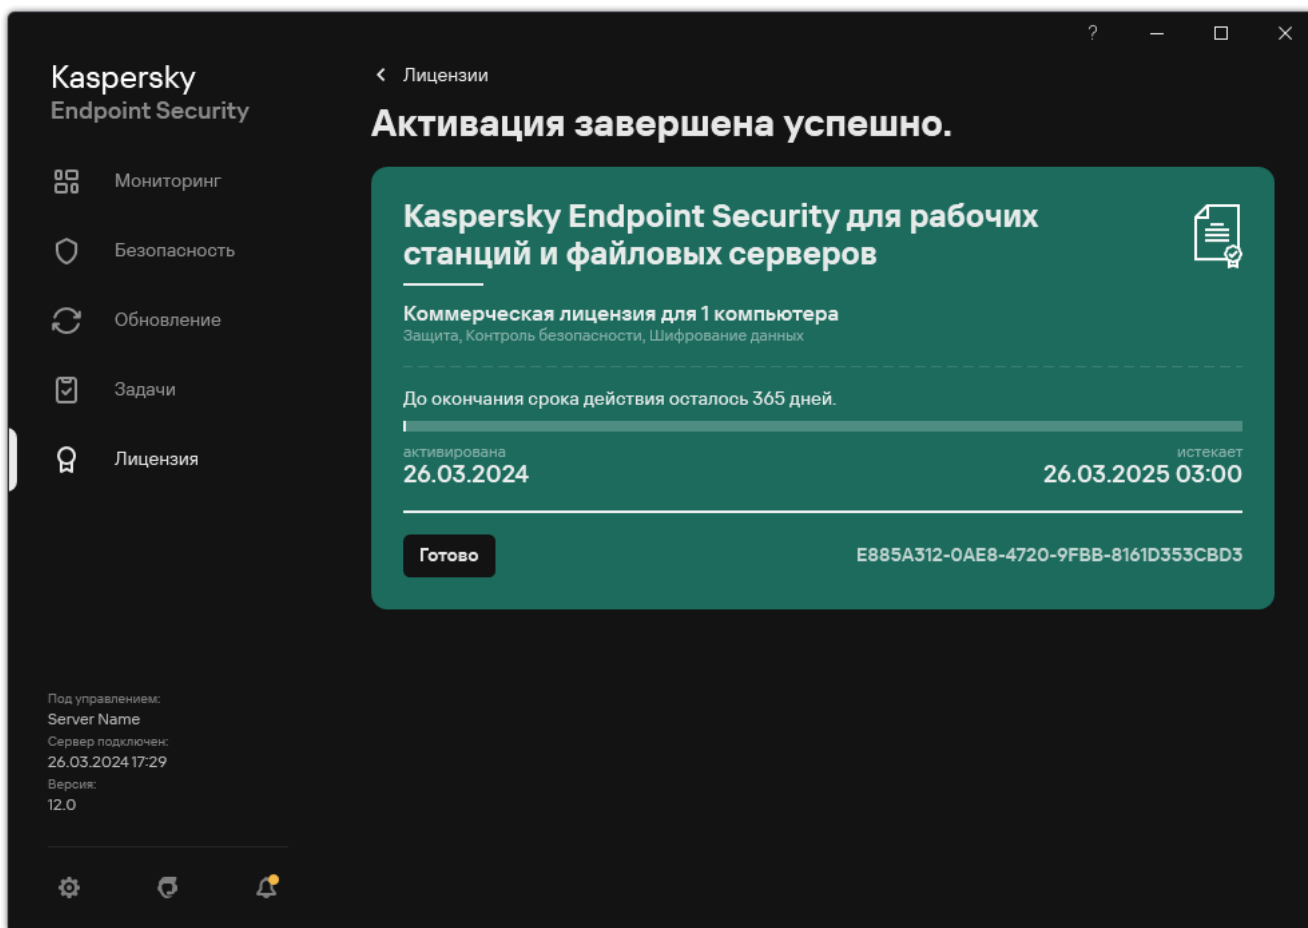 ?
Kaspersky
Endpoint Security
Мониторинг
Безопасность
Обновление
Задачи
Лицензия
Под управлением:
Server Name
Сервер подключен:
26.03.2024 17:29
Версия:
12.0
Лицензии
Активация завершена успешно.
Kaspersky Endpoint Security для рабочих
станций и файловых серверов
Коммерческая лицензия для 1 компьютера
Защита, Контроль безопасности, Шифрование данных
До окончания срока действия осталось 365 дней.
активирована истекает
26.03.2024 26.03.2025 03:00
Готово E885A312-0AE8-4720-9FBB-8161D353CBD3